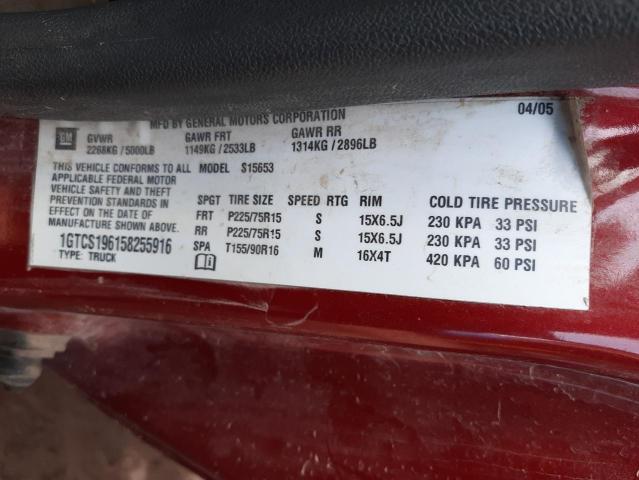 MFD BY GENERAL MOTORS CORPORATION 04/05
GM GVWR GAWR FRT GAWR RR
2268KG / 5000LB 1149KG / 2533LB 1314KG / 2896LB
THIS VEHICLE CONFORMS TO ALL MODEL S15653
APPLICABLE FEDERAL MOTOR
VEHICLE SAFETY AND THEFT
PREVENTION STANDARDS IN
EFFECT ON THE DATE OF
MANUFACTURE SHOWN ABOVE.
1GTCS196158255916
TYPE: TRUCK
SPGT TIRE SIZE SPEED RTG RIM COLD TIRE PRESSURE
FRT P225/75R15 S 15X6.5J 230 KPA 33 PSI
RR P225/75R15 S 15X6.5J 230 KPA 33 PSI
SPA T155/90R16 M 16X4T 420 KPA 60 PSI